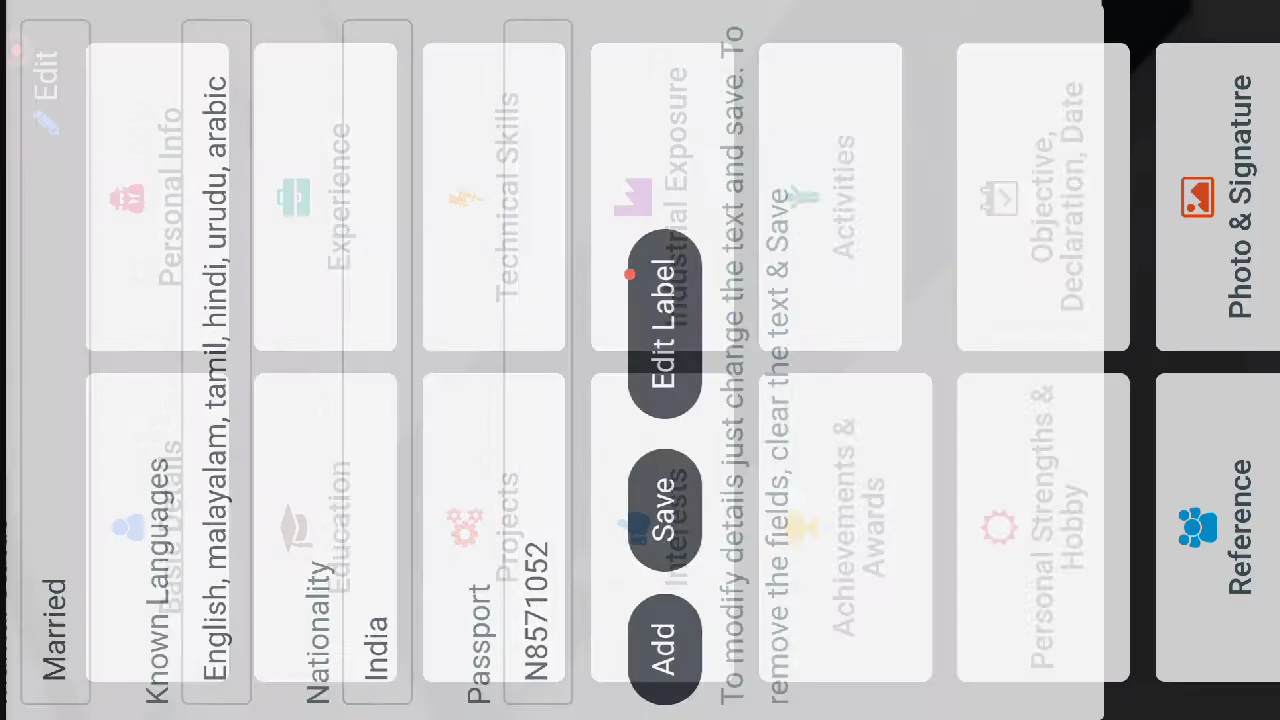 Edit
Married
Known Languages
English, malayalam, tamil, hindi, urudu, arabic
Nationality
India
Passport
N8571052
Add
Save
Edit Label
To modify details just change the text and save. To
remove the fields, clear the text & Save
Basic Details
Personal Info
Education
Experience
Projects
Technical Skills
Interests
Industrial Exposure
Achievements &
Awards
Activities
Personal Strengths &
Hobby
Objective,
Declaration, Date
Reference
Photo & Signature